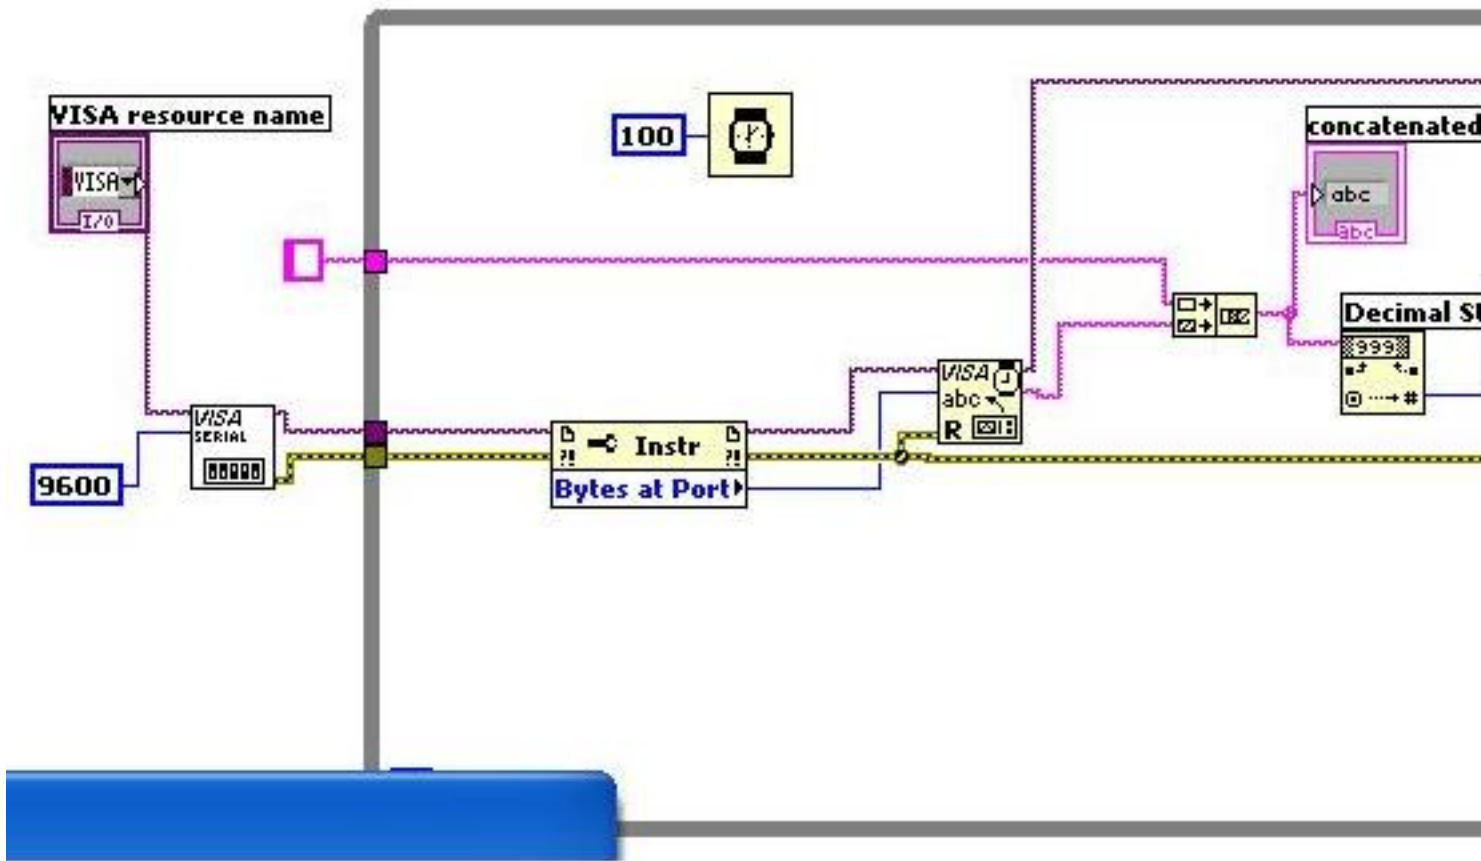 VISA resource name
VISA
I/O
100
concatenated
abc
abc
Decimal St
999
#
VISA
SERIAL
9600
?! Instr ?!
Bytes at Port
VISA
abc
R